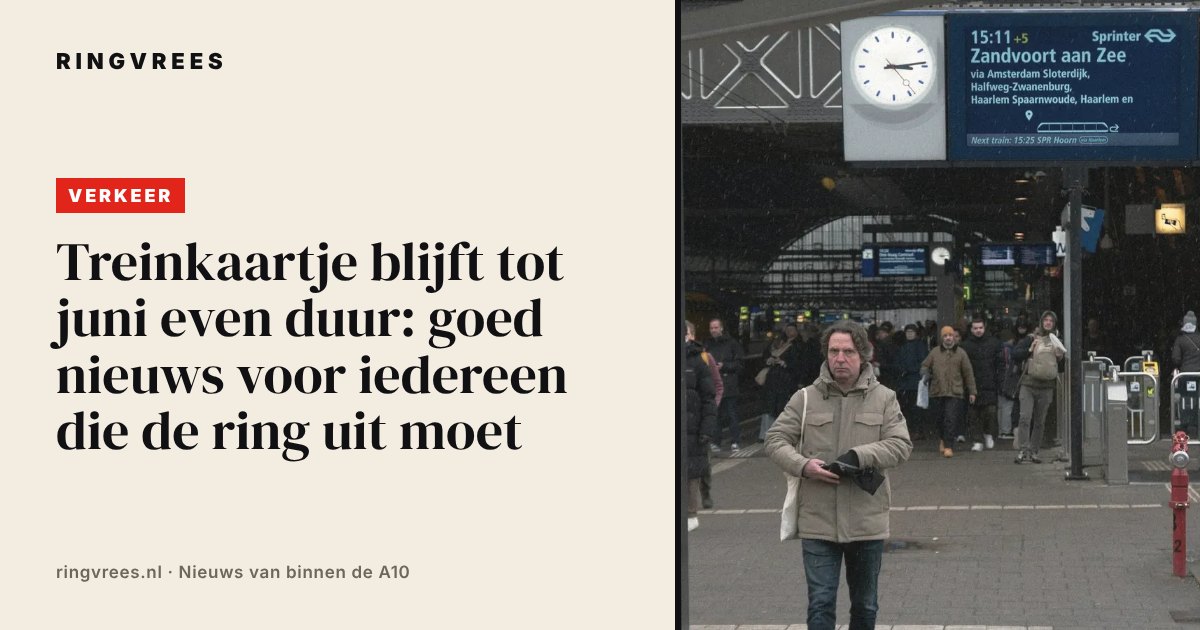 RINGVREES
VERKEER
Treinkaartje blijft tot
juni even duur: goed
nieuws voor iedereen
die de ring uit moet
ringvrees.nl · Nieuws van binnen de A10
15:11 +5 Sprinter
Zandvoort aan Zee
via Amsterdam Sloterdijk,
Halfweg-Zwanenburg,
Haarlem Spaarnwoude, Haarlem en
Next train: 15:25 SPR Hoorn